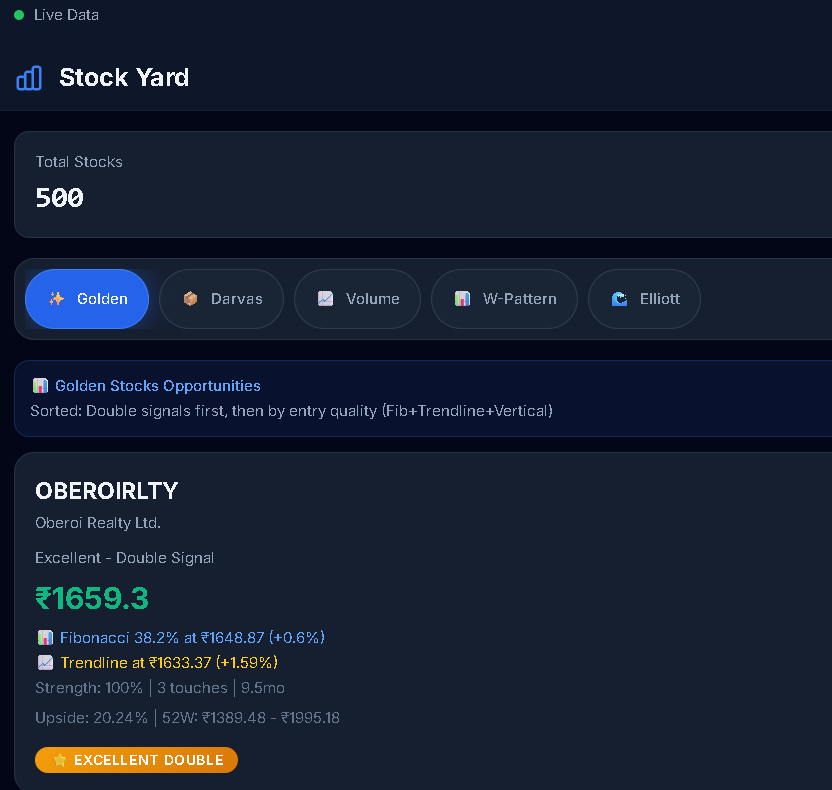 Live Data
Stock Yard
Total Stocks
500
✨ Golden
📦 Darvas
📈 Volume
📊 W-Pattern
🌊 Elliott
📊 Golden Stocks Opportunities
Sorted: Double signals first, then by entry quality (Fib+Trendline+Vertical)
OBEROIRLTY
Oberoi Realty Ltd.
Excellent - Double Signal
₹1659.3
📊 Fibonacci 38.2% at ₹1648.87 (+0.6%)
📈 Trendline at ₹1633.37 (+1.59%)
Strength: 100% | 3 touches | 9.5mo
Upside: 20.24% | 52W: ₹1389.48 - ₹1995.18
⭐ EXCELLENT DOUBLE